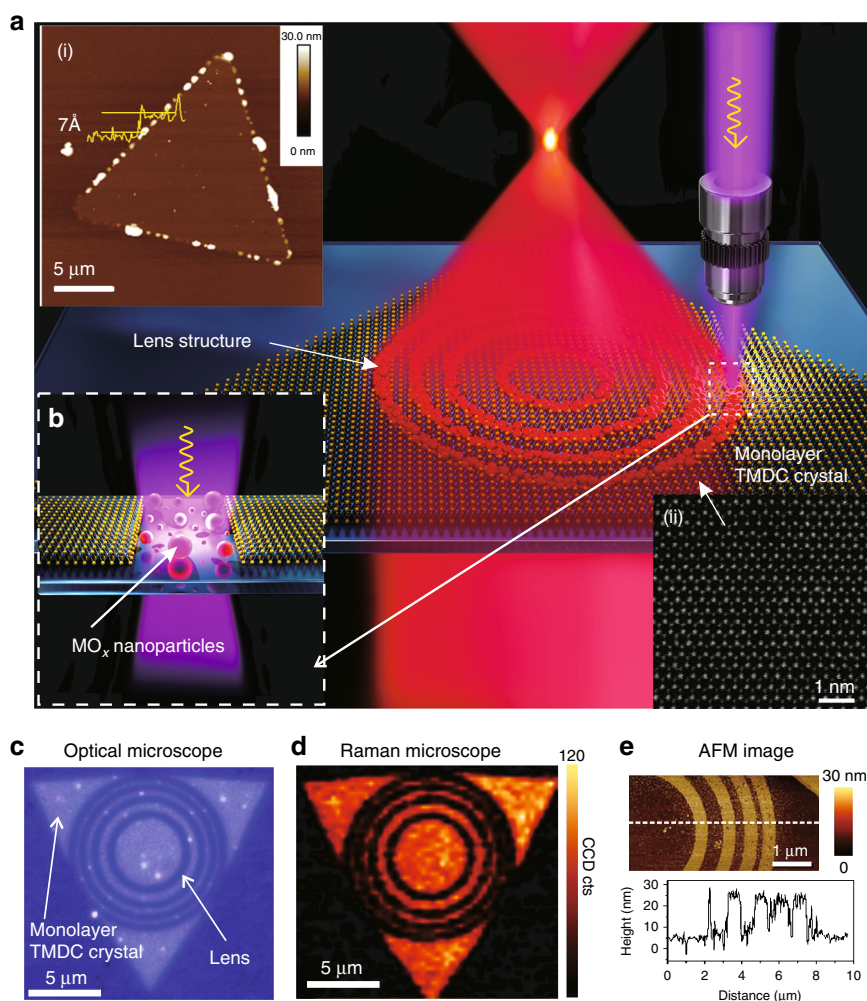 a
(i)
30.0 nm
7Å
0 nm
5 μm
Lens structure
b
Monolayer
TMDC crystal
(ii)
MOx nanoparticles
1 nm
c
Optical microscope
d
Raman microscope
120
e
AFM image
30 nm
CCD cts
1 μm
0
Monolayer
TMDC crystal
Lens
5 μm
5 μm
0
Height (nm)
30
20
10
0
0 2 4 6 8 10
Distance (μm)